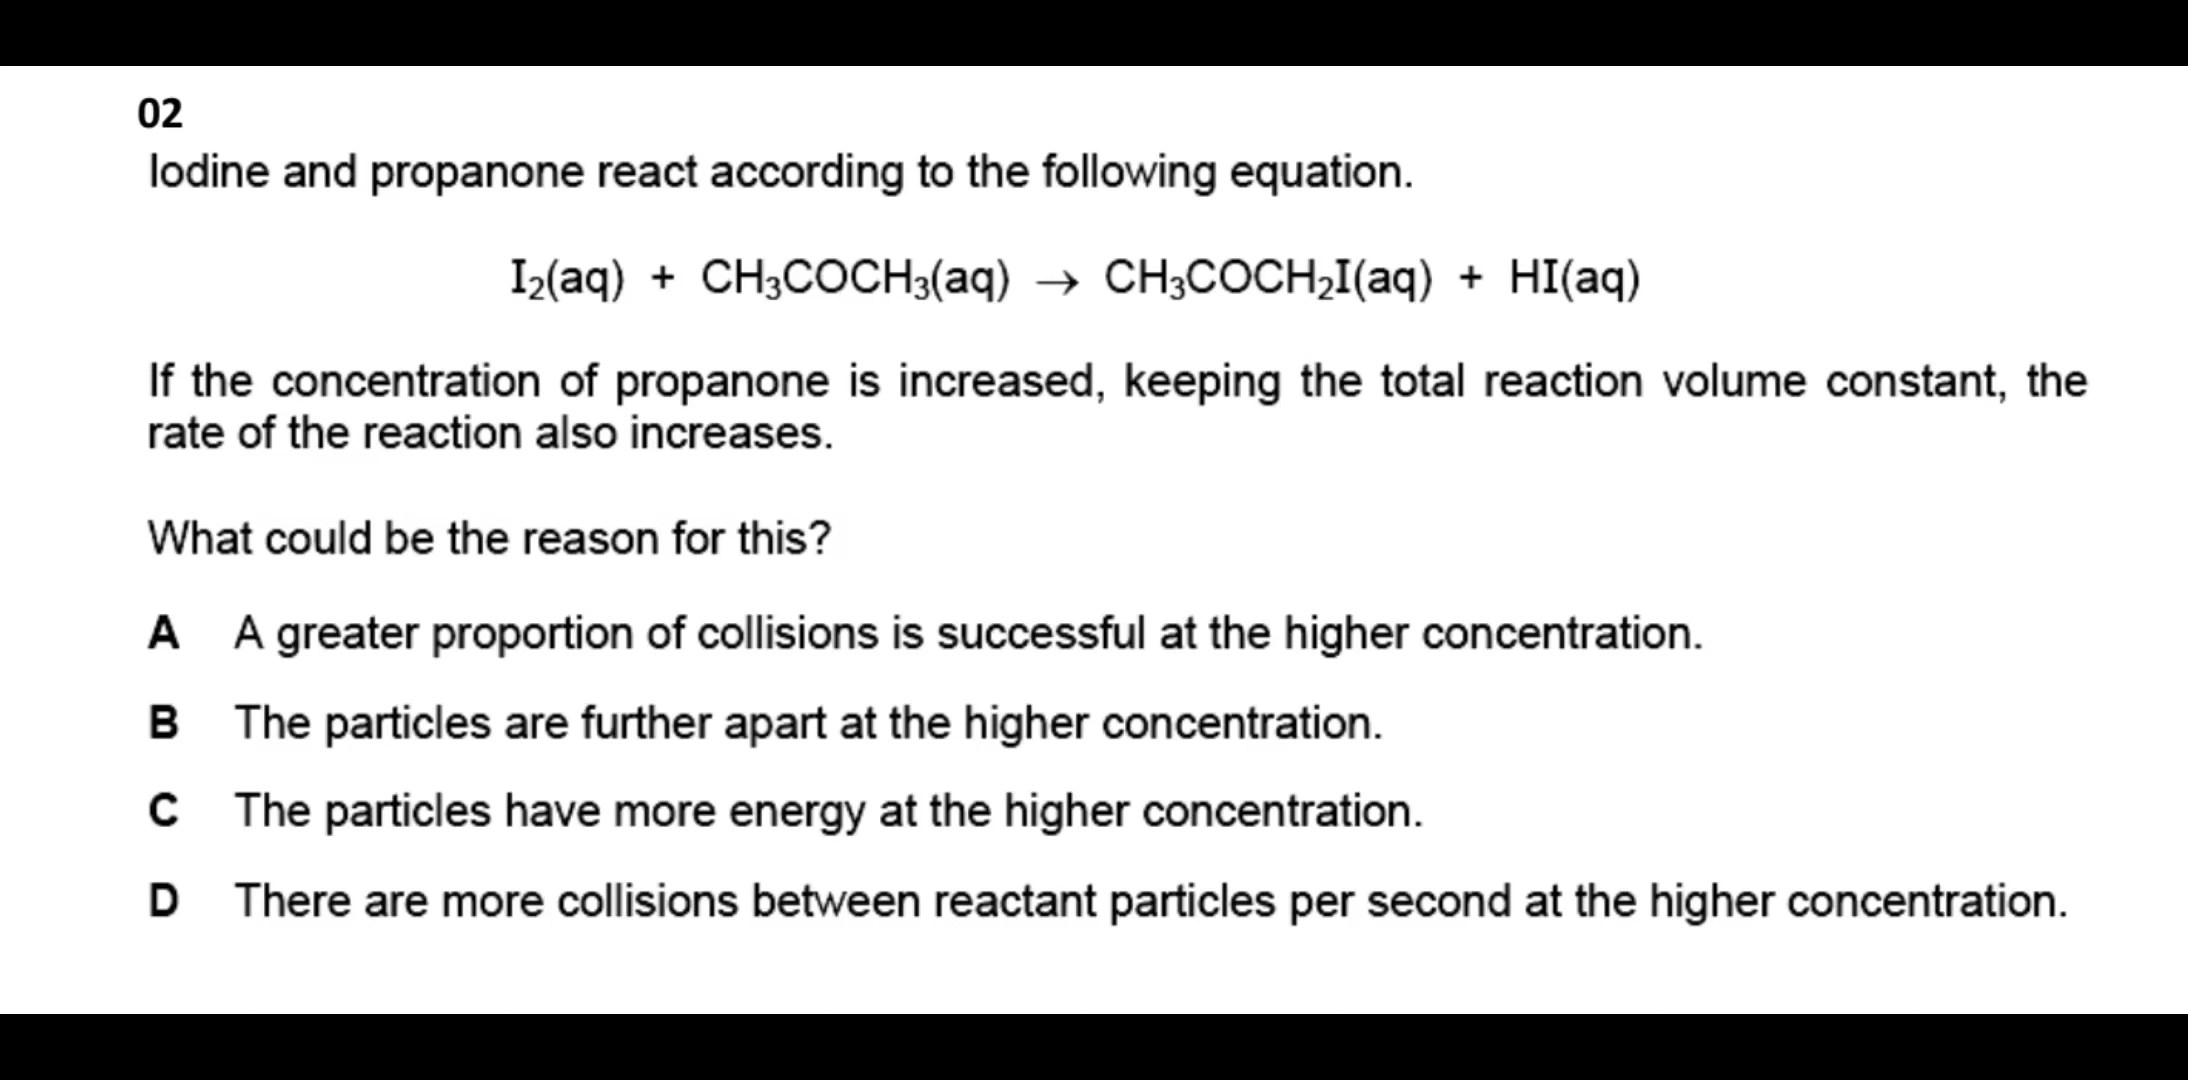 02
Iodine and propanone react according to the following equation.
I₂(aq) + CH₃COCH₃(aq) → CH₃COCH₂I(aq) + HI(aq)
If the concentration of propanone is increased, keeping the total reaction volume constant, the
rate of the reaction also increases.
What could be the reason for this?
A A greater proportion of collisions is successful at the higher concentration.
B The particles are further apart at the higher concentration.
C The particles have more energy at the higher concentration.
D There are more collisions between reactant particles per second at the higher concentration.